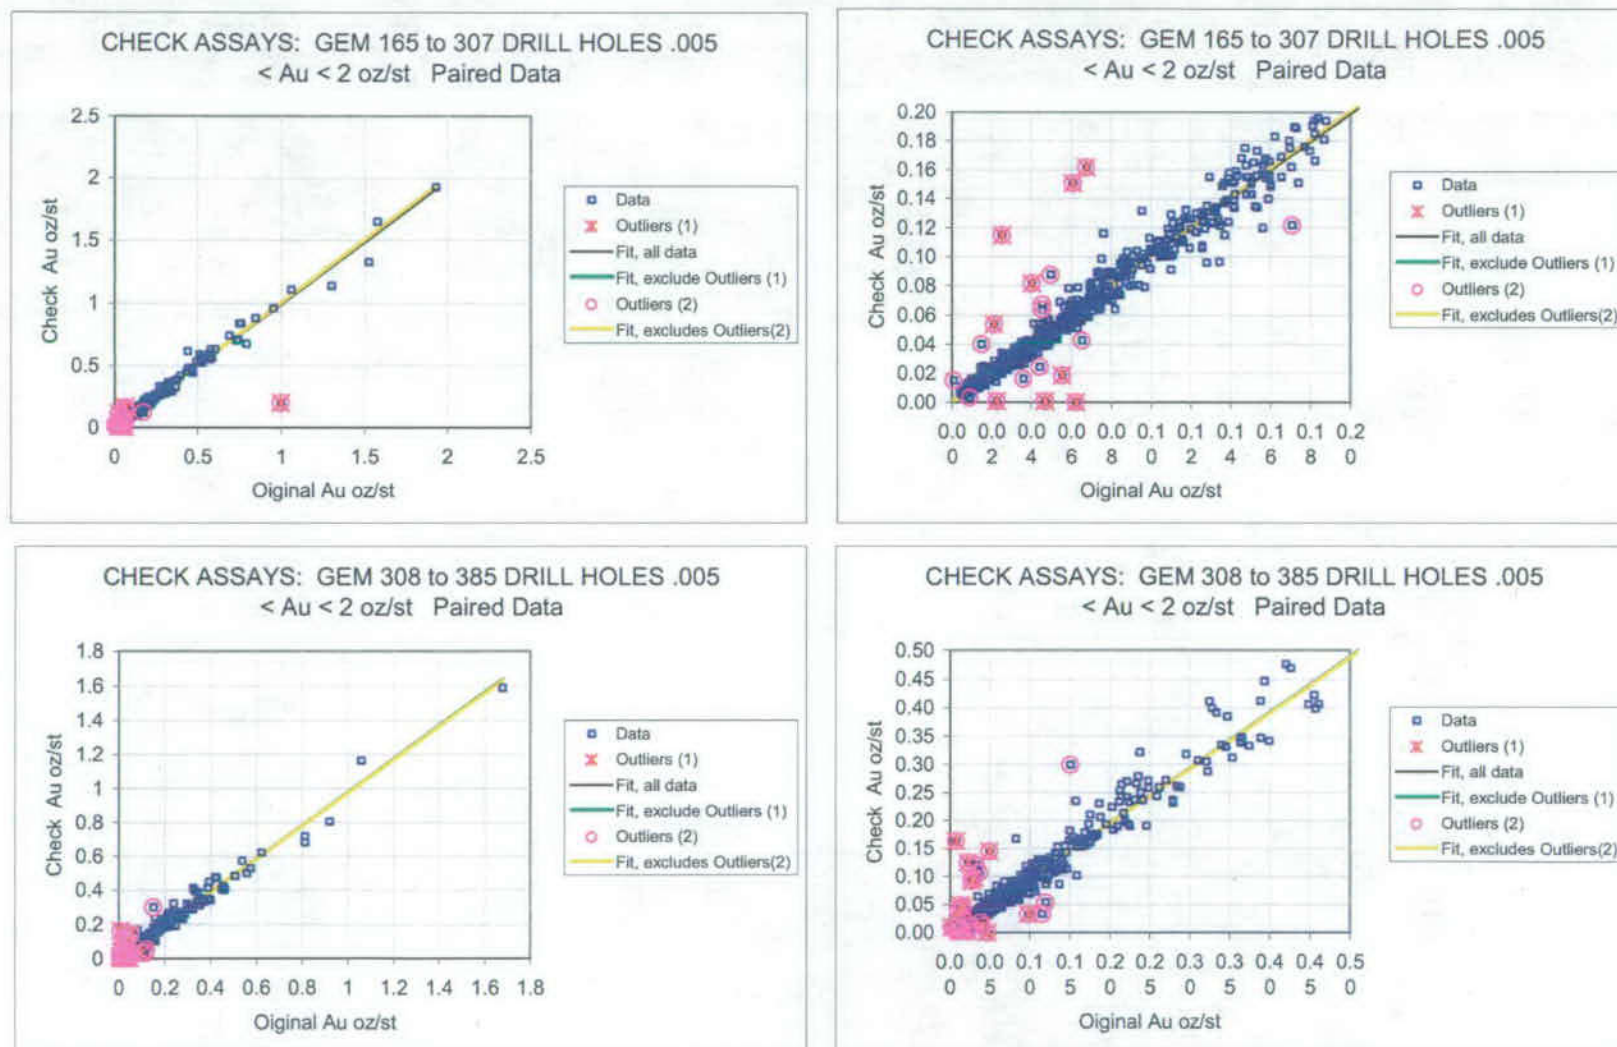 CHECK ASSAYS: GEM 165 to 307 DRILL HOLES .005
< Au < 2 oz/st Paired Data
2.5
2
1.5
1
0.5
0
Check Au oz/st
0 0.5 1 1.5 2 2.5
Oiginal Au oz/st
Data
Outliers (1)
Fit, all data
Fit, exclude Outliers (1)
Outliers (2)
Fit, excludes Outliers(2)
CHECK ASSAYS: GEM 165 to 307 DRILL HOLES .005
< Au < 2 oz/st Paired Data
0.20
0.18
0.16
0.14
0.12
0.10
0.08
0.06
0.04
0.02
0.00
Check Au oz/st
0.0 0.0 0.0 0.0 0.0 0.1 0.1 0.1 0.1 0.1 0.2
0 2 4 6 8 0 2 4 6 8 0
Oiginal Au oz/st
Data
Outliers (1)
Fit, all data
Fit, exclude Outliers (1)
Outliers (2)
Fit, excludes Outliers(2)
CHECK ASSAYS: GEM 308 to 385 DRILL HOLES .005
< Au < 2 oz/st Paired Data
1.8
1.6
1.4
1.2
1
0.8
0.6
0.4
0.2
0
Check Au oz/st
0 0.2 0.4 0.6 0.8 1 1.2 1.4 1.6 1.8
Oiginal Au oz/st
Data
Outliers (1)
Fit, all data
Fit, exclude Outliers (1)
Outliers (2)
Fit, excludes Outliers(2)
CHECK ASSAYS: GEM 308 to 385 DRILL HOLES .005
< Au < 2 oz/st Paired Data
0.50
0.45
0.40
0.35
0.30
0.25
0.20
0.15
0.10
0.05
0.00
Check Au oz/st
0.0 0.0 0.1 0.1 0.2 0.2 0.3 0.3 0.4 0.4 0.5
0 5 0 5 0 5 0 5 0 5 0
Oiginal Au oz/st
Data
Outliers (1)
Fit, all data
Fit, exclude Outliers (1)
Outliers (2)
Fit, excludes Outliers(2)